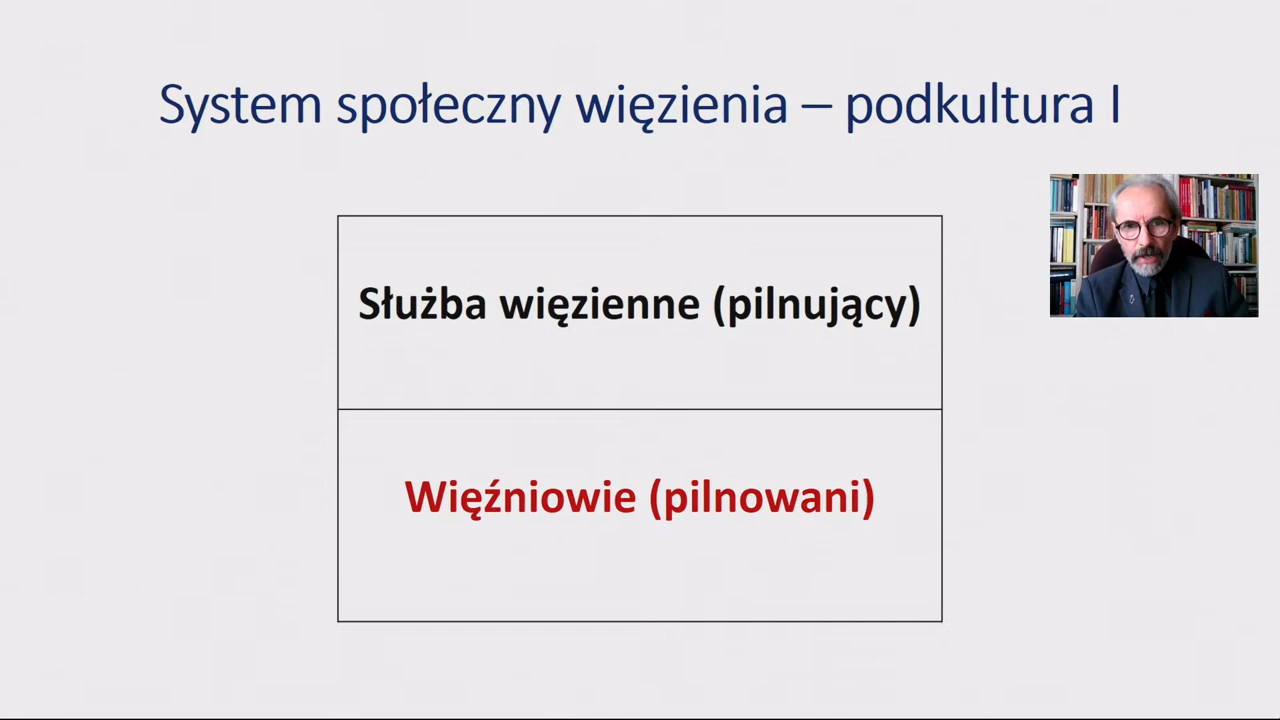 System społeczny więzienia – podkultura I
Służba więzienne (pilnujący)
Więźniowie (pilnowani)